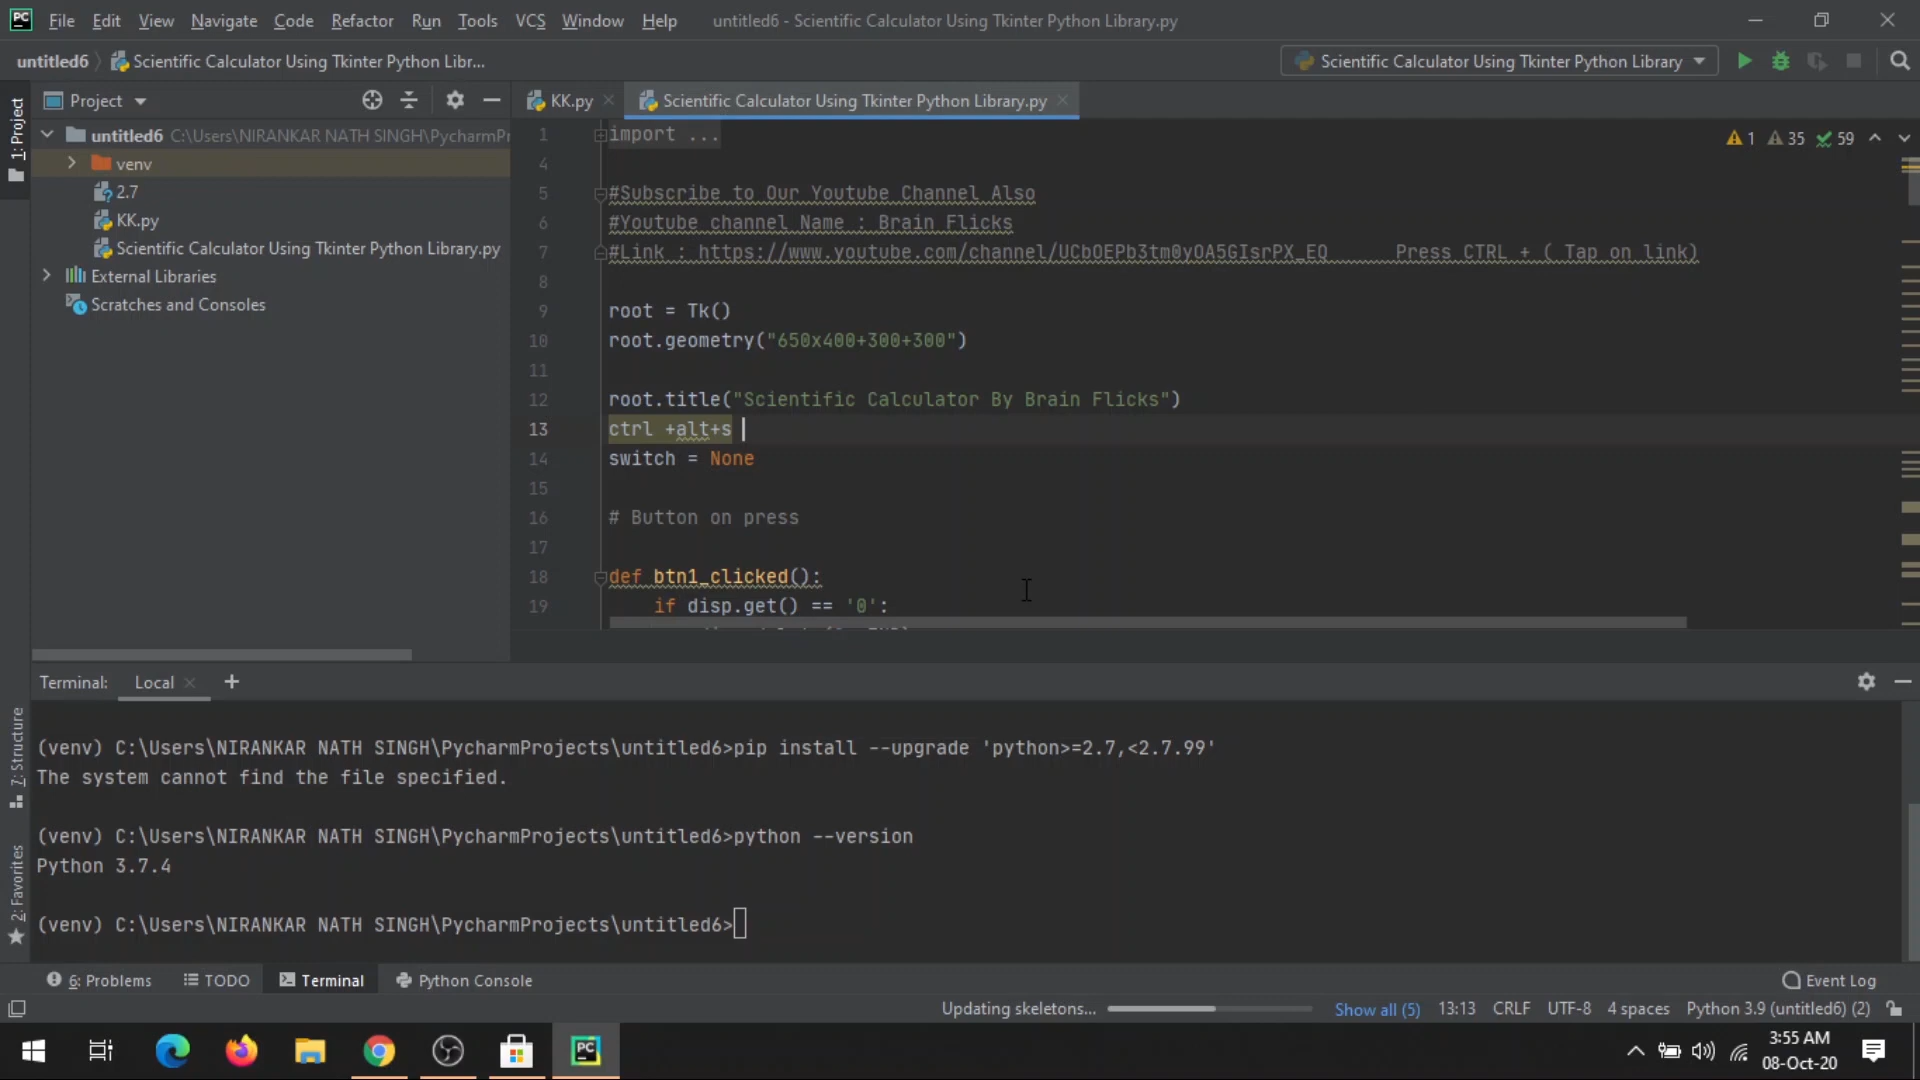 PC File Edit View Navigate Code Refactor Run Tools VCS Window Help untitled6 - Scientific Calculator Using Tkinter Python Library.py
untitled6 Scientific Calculator Using Tkinter Python Libr... Scientific Calculator Using Tkinter Python Library
1: Project
Project
KK.py Scientific Calculator Using Tkinter Python Library.py
untitled6 C:\Users\NIRANKAR NATH SINGH\PycharmPr
venv
2.7
KK.py
Scientific Calculator Using Tkinter Python Library.py
External Libraries
Scratches and Consoles
1 35 59
1 import ...
4
5 #Subscribe to Our Youtube Channel Also
6 #Youtube channel Name : Brain Flicks
7 #Link : https://www.youtube.com/channel/UCbOEPb3tm0yOA5GIsrPX_EQ Press CTRL + ( Tap on link)
8
9 root = Tk()
10 root.geometry("650x400+300+300")
11
12 root.title("Scientific Calculator By Brain Flicks")
13 ctrl +alt+s
14 switch = None
15
16 # Button on press
17
18 def btn1_clicked():
19 if disp.get() == '0':
Terminal: Local +
7: Structure
2: Favorites
(venv) C:\Users\NIRANKAR NATH SINGH\PycharmProjects\untitled6>pip install --upgrade 'python>=2.7,<2.7.99'
The system cannot find the file specified.
(venv) C:\Users\NIRANKAR NATH SINGH\PycharmProjects\untitled6>python --version
Python 3.7.4
(venv) C:\Users\NIRANKAR NATH SINGH\PycharmProjects\untitled6>
6: Problems TODO Terminal Python Console Event Log
Updating skeletons... Show all (5) 13:13 CRLF UTF-8 4 spaces Python 3.9 (untitled6) (2)
PC
3:55 AM
08-Oct-20